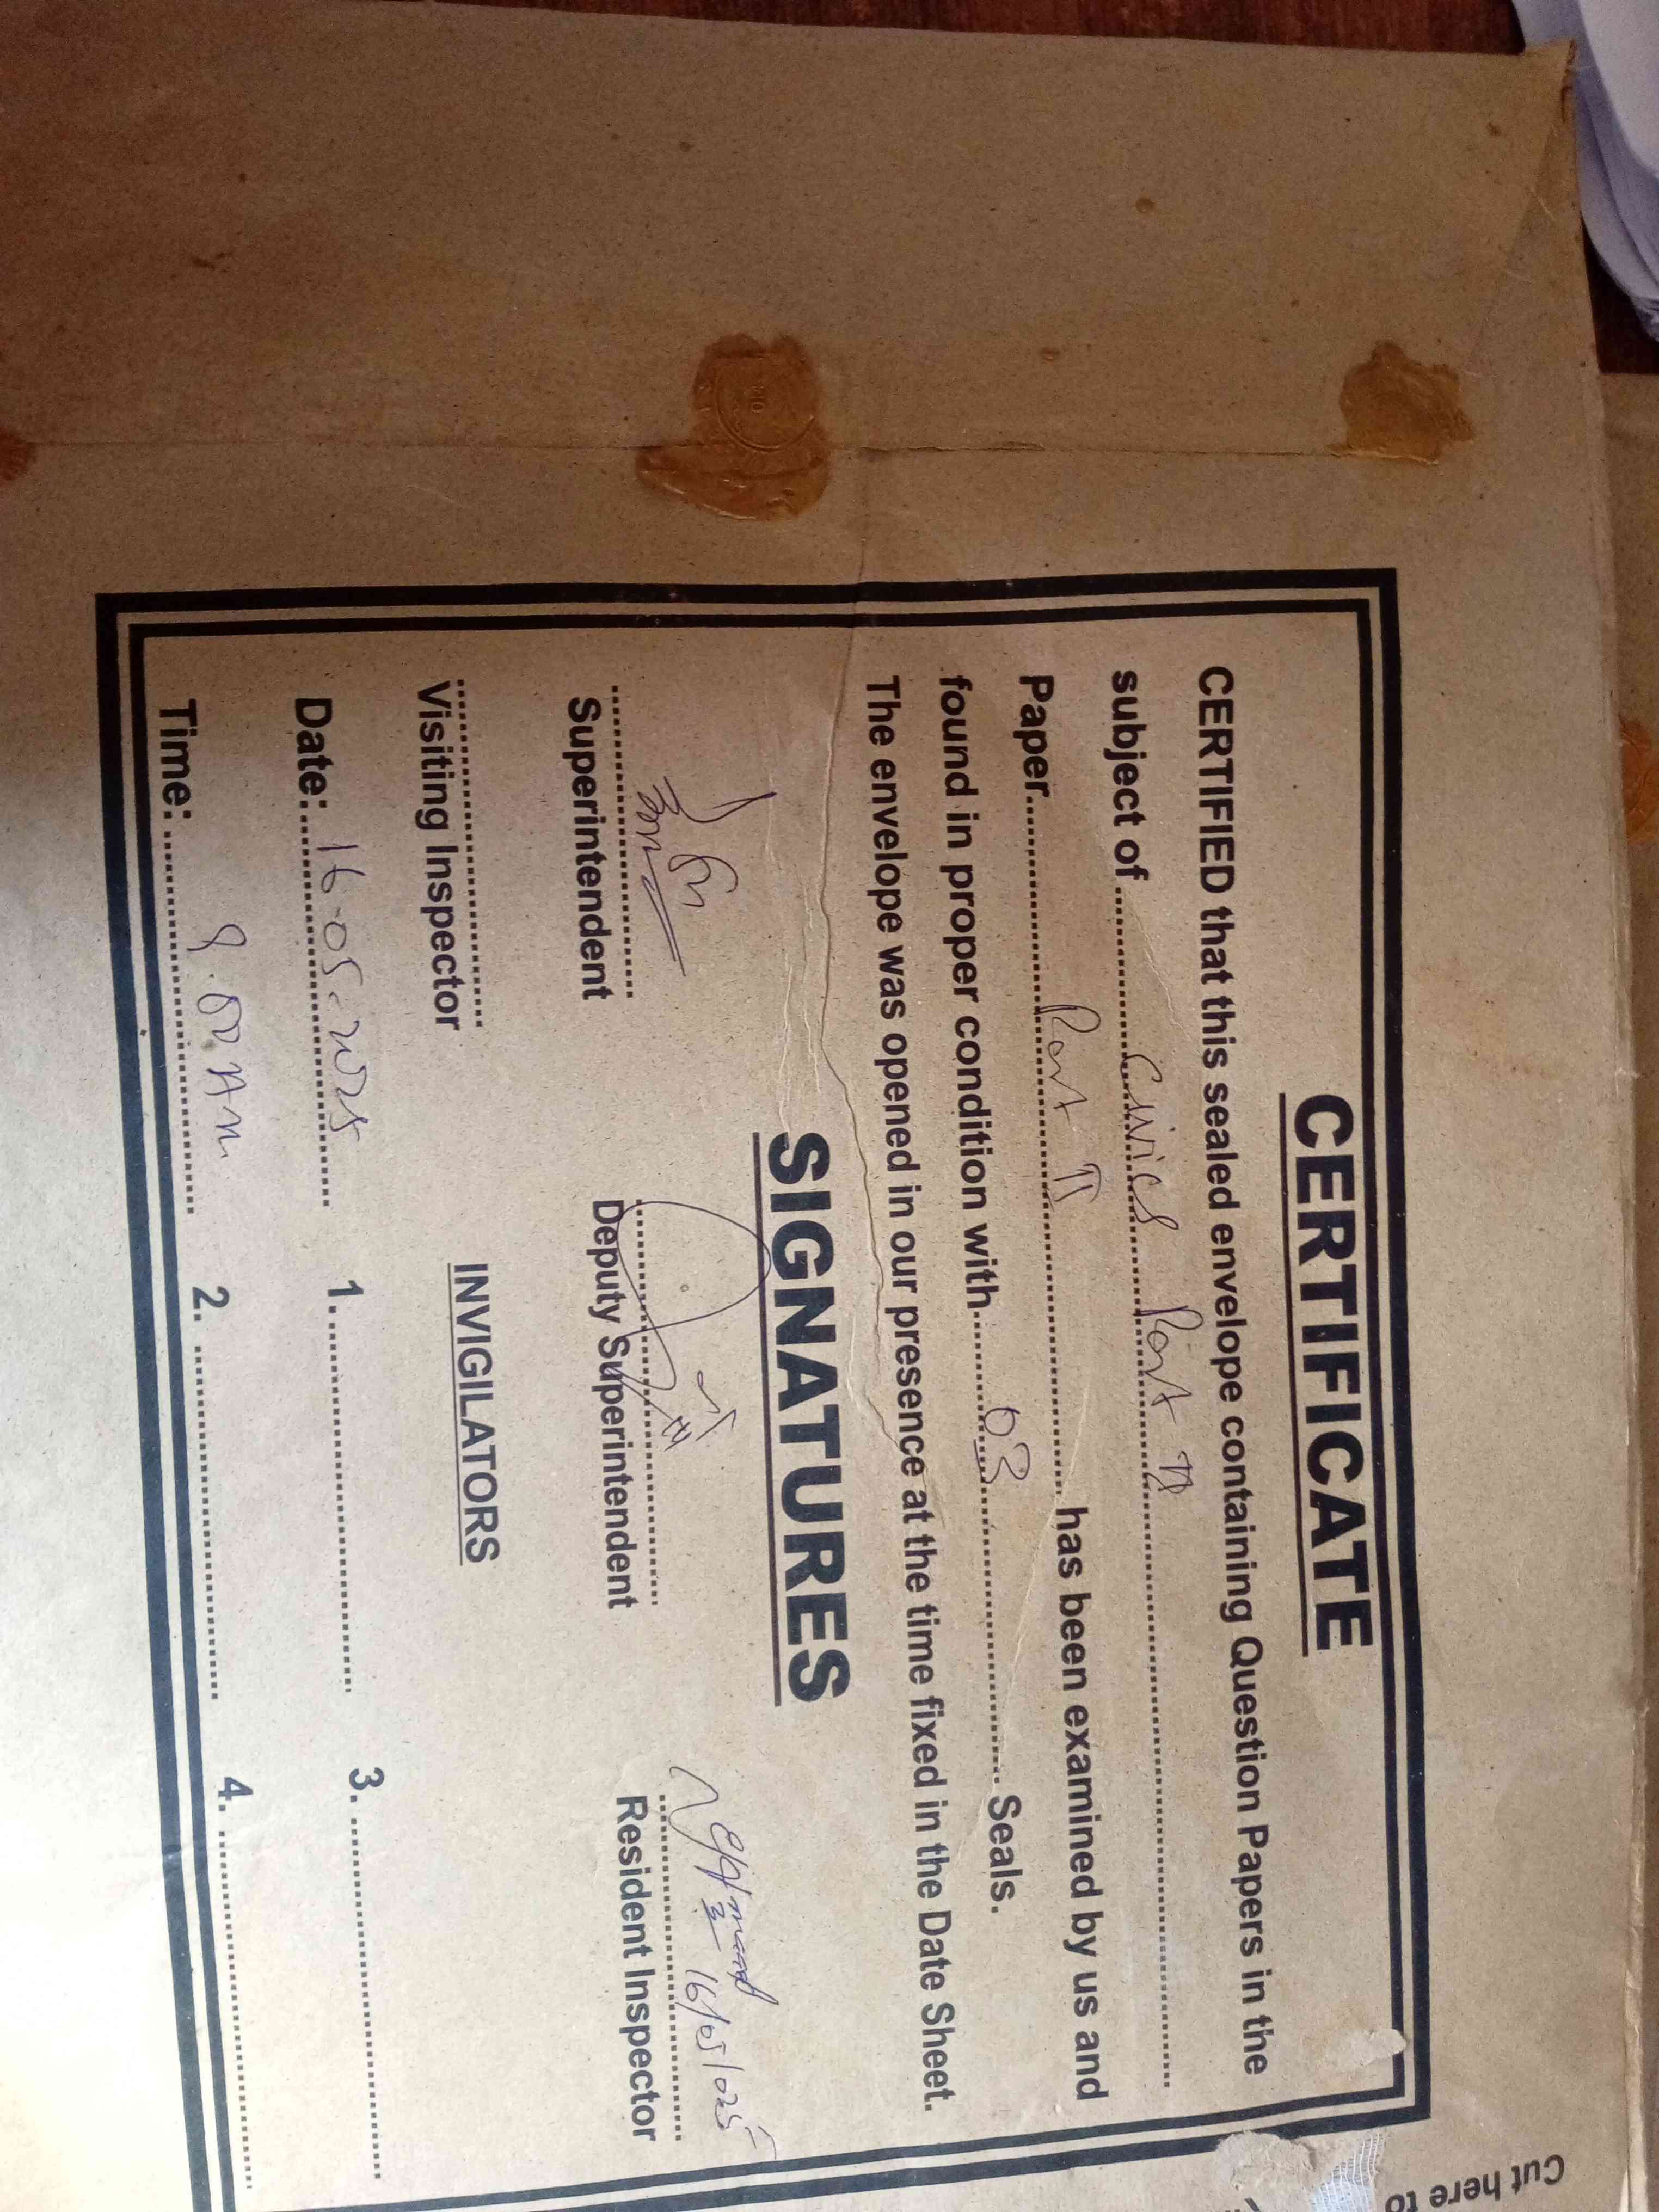 CERTIFICATE
CERTIFIED that this sealed envelope containing Question Papers in the
subject of ........ Civics Part II ........
Paper........ Part II ........ has been examined by us and
found in proper condition with........ 03 ........ Seals.
The envelope was opened in our presence at the time fixed in the Date Sheet.
SIGNATURES
Superintendent Deputy Superintendent Resident Inspector
16/05/025
Visiting Inspector
INVIGILATORS
Date: 16-05-2025 1. 3.
Time: 9.00 Am 2. 4.
Cut here to